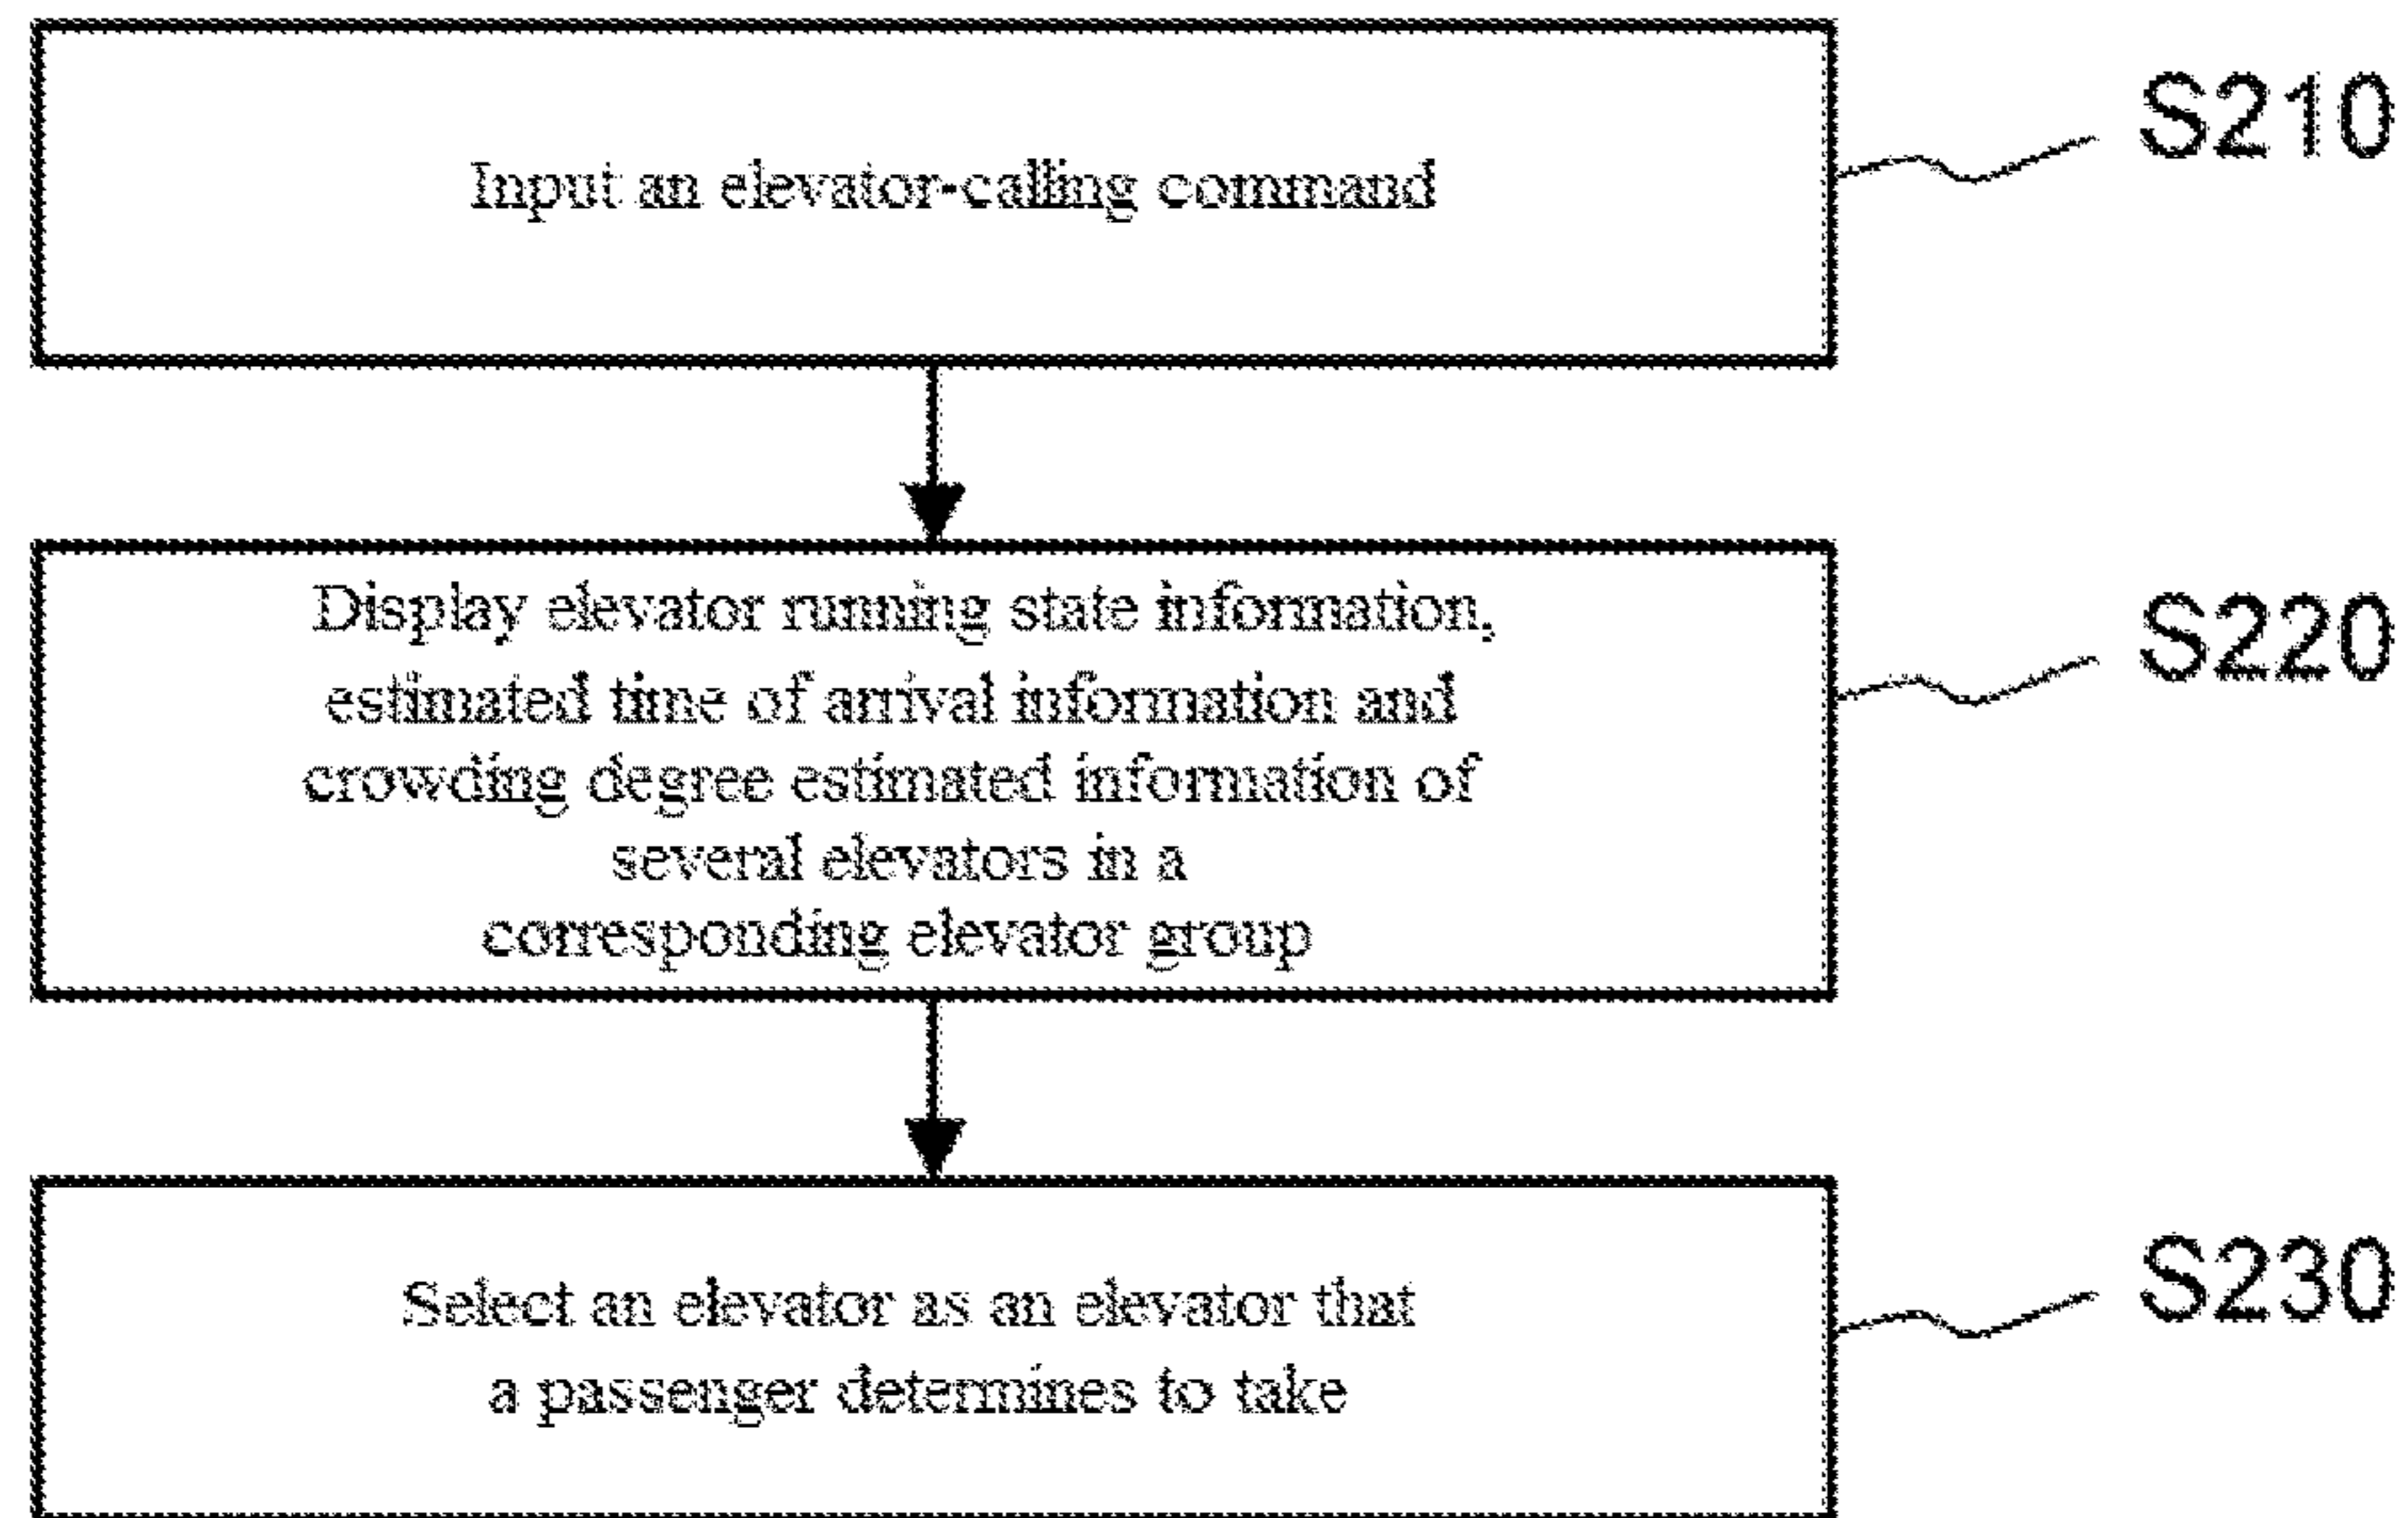 Input an elevator-calling command
S210
Display elevator running state information,
estimated time of arrival information and
crowding degree estimated information of
several elevators in a
corresponding elevator group
S220
Select an elevator as an elevator that
a passenger determines to take
S230